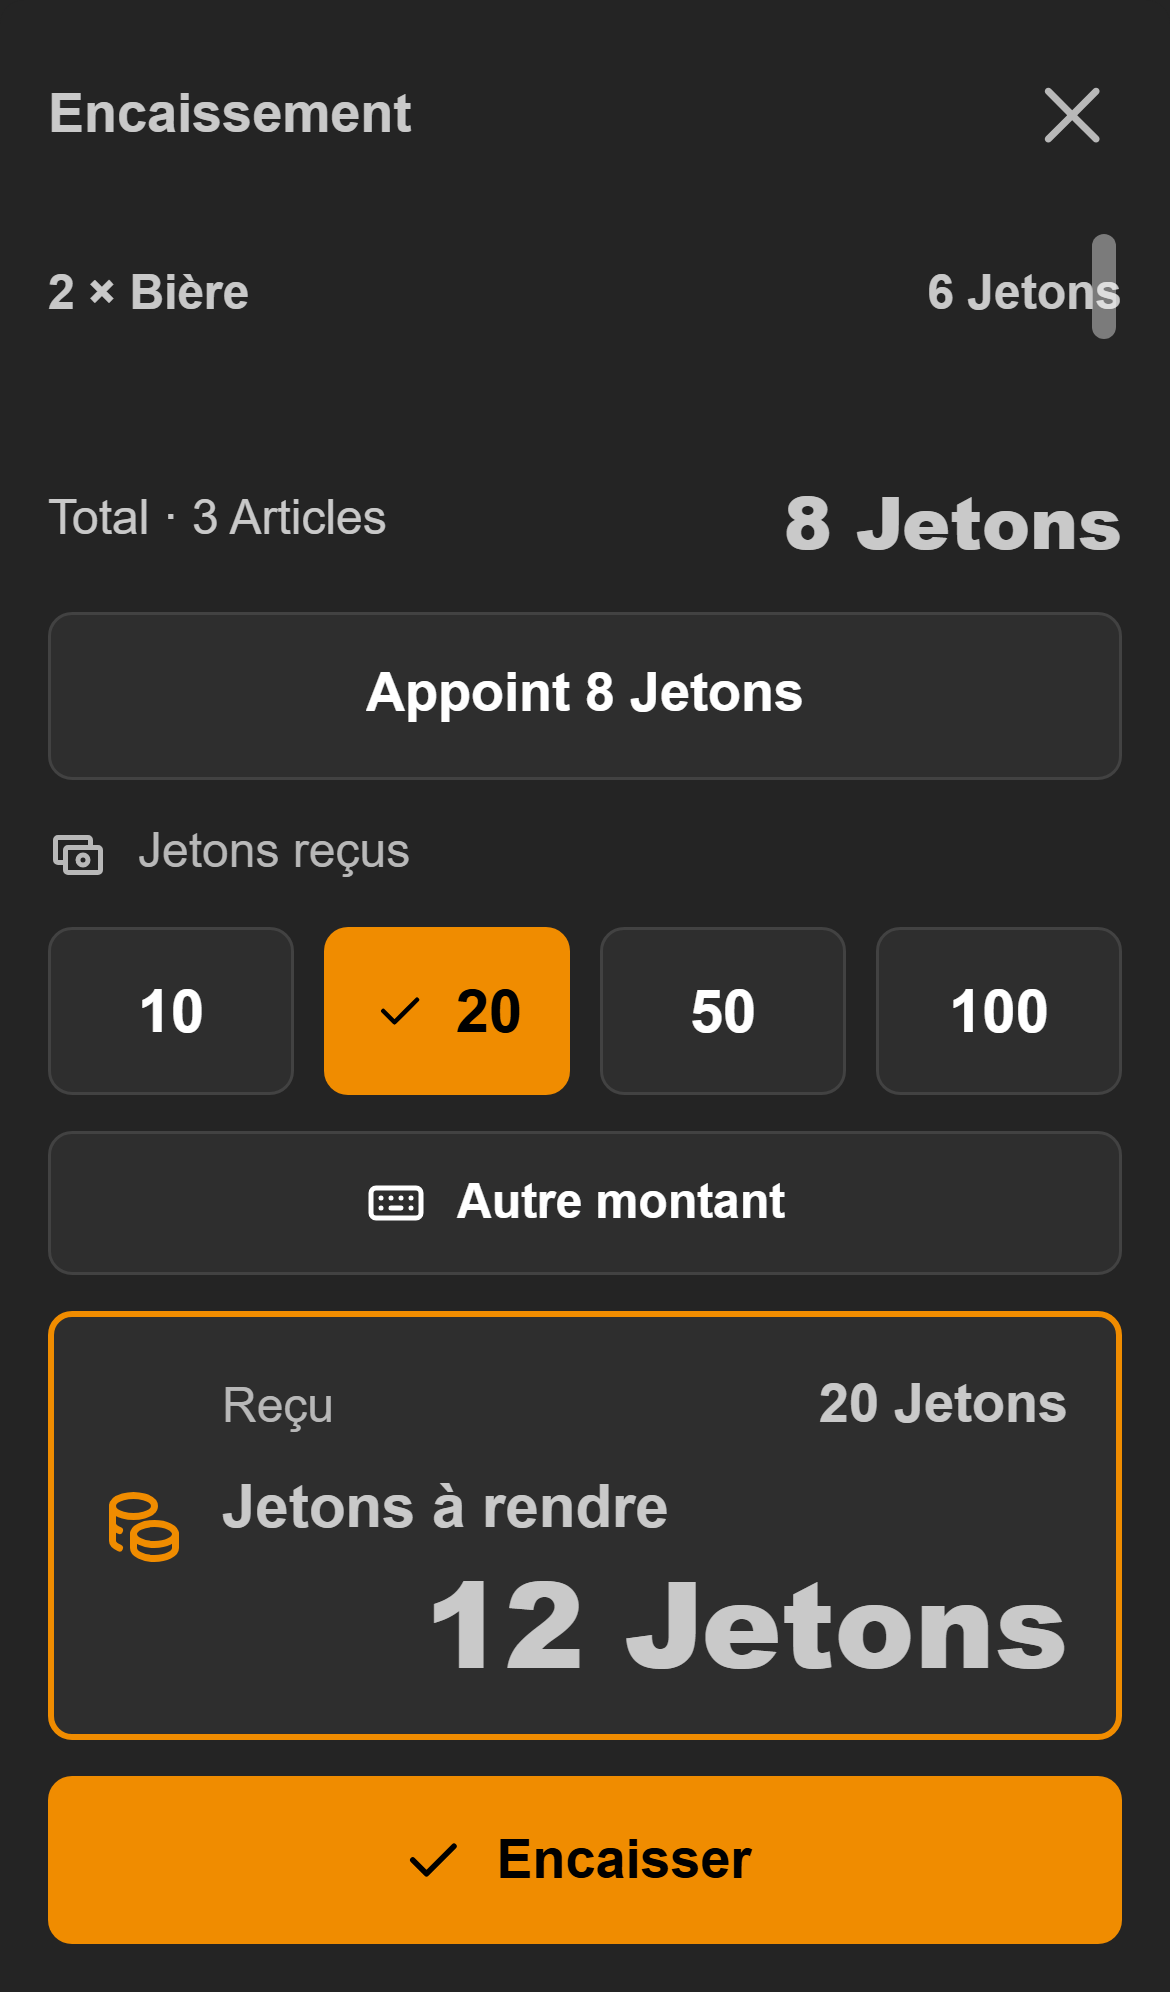 Encaissement
2 × Bière 6 Jetons
Total · 3 Articles 8 Jetons
Appoint 8 Jetons
Jetons reçus
10 20 50 100
Autre montant
Reçu 20 Jetons
Jetons à rendre
12 Jetons
Encaisser